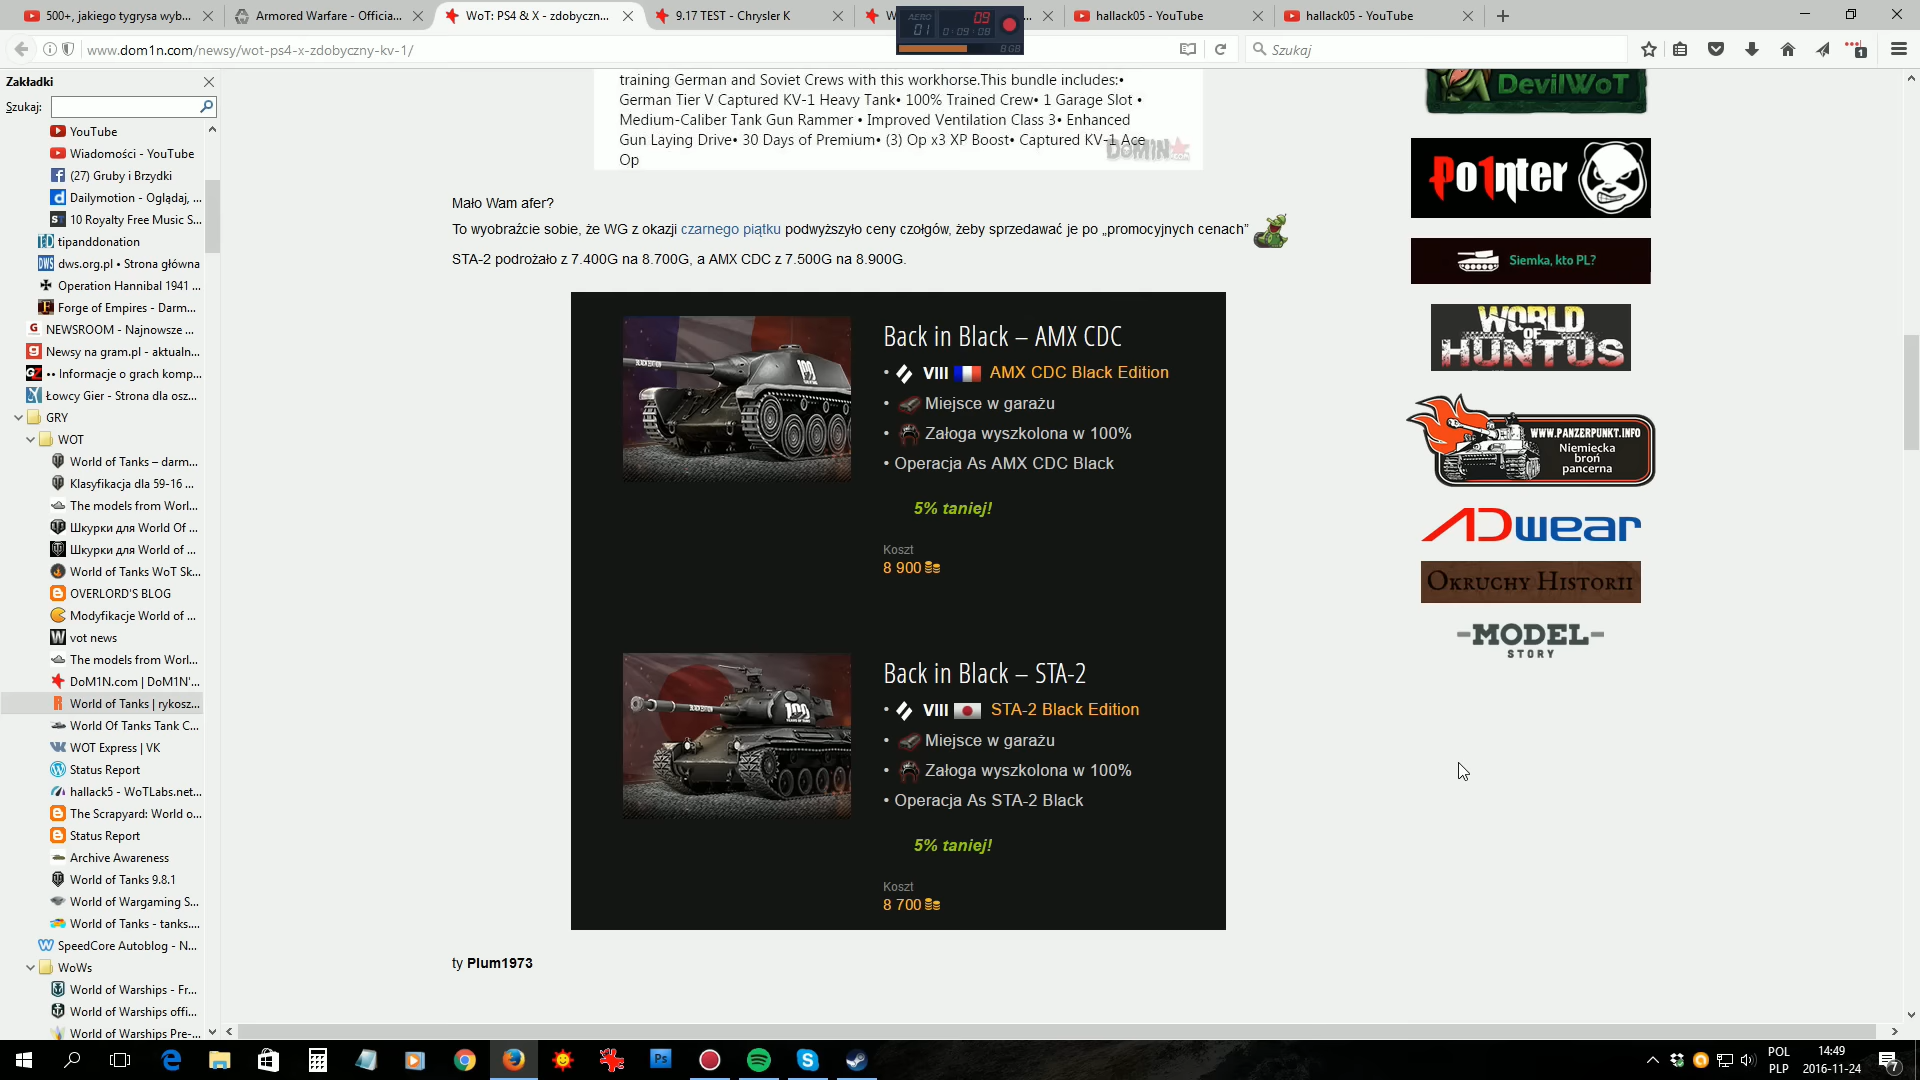 500+, jakiego tygrysa wyb...
Armored Warfare - Officia...
WoT: PS4 & X - zdobyczn...
9.17 TEST - Chrysler K
W
hallack05 - YouTube
hallack05 - YouTube
AERO
01
09
0:09:08
8GB
www.dom1n.com/newsy/wot-ps4-x-zdobyczny-kv-1/
Szukaj
Zakładki
Szukaj:
YouTube
Wiadomości - YouTube
(27) Gruby i Brzydki
Dailymotion - Oglądaj, ...
10 Royalty Free Music S...
tipanddonation
dws.org.pl • Strona główna
Operation Hannibal 1941 ...
Forge of Empires - Darm...
NEWSROOM - Najnowsze ...
Newsy na gram.pl - aktualn...
•• Informacje o grach komp...
Łowcy Gier - Strona dla osz...
GRY
WOT
World of Tanks – darm...
Klasyfikacja dla 59-16 ...
The models from Worl...
Шкурки для World Of ...
Шкурки для World of ...
World of Tanks WoT Sk...
OVERLORD'S BLOG
Modyfikacje World of ...
vot news
The models from Worl...
DoM1N.com | DoM1N'...
World of Tanks | rykosz...
World Of Tanks Tank C...
WOT Express | VK
Status Report
hallack5 - WoTLabs.net...
The Scrapyard: World o...
Status Report
Archive Awareness
World of Tanks 9.8.1
World of Wargaming S...
World of Tanks - tanks....
SpeedCore Autoblog - N...
WoWs
World of Warships - Fr...
World of Warships offi...
World of Warships Pre-...
training German and Soviet Crews with this workhorse.This bundle includes:•
German Tier V Captured KV-1 Heavy Tank• 100% Trained Crew• 1 Garage Slot •
Medium-Caliber Tank Gun Rammer • Improved Ventilation Class 3• Enhanced
Gun Laying Drive• 30 Days of Premium• (3) Op x3 XP Boost• Captured KV-1 Ace
Op
DoM1N.com
Mało Wam afer?
To wyobraźcie sobie, że WG z okazji czarnego piątku podwyższyło ceny czołgów, żeby sprzedawać je po „promocyjnych cenach”
STA-2 podrożało z 7.400G na 8.700G, a AMX CDC z 7.500G na 8.900G.
Back in Black – AMX CDC
• VIII AMX CDC Black Edition
• Miejsce w garażu
• Załoga wyszkolona w 100%
• Operacja As AMX CDC Black
5% taniej!
Koszt
8 900
Back in Black – STA-2
• VIII STA-2 Black Edition
• Miejsce w garażu
• Załoga wyszkolona w 100%
• Operacja As STA-2 Black
5% taniej!
Koszt
8 700
ty Plum1973
DevilWoT
Po1nter
Siemka, kto PL?
WORLD
OF
HUNTUS
WWW.PANZERPUNKT.INFO
Niemiecka
broń
pancerna
ADwear
OKRUCHY HISTORII
-MODEL-
STORY
POL
PLP
14:49
2016-11-24
7